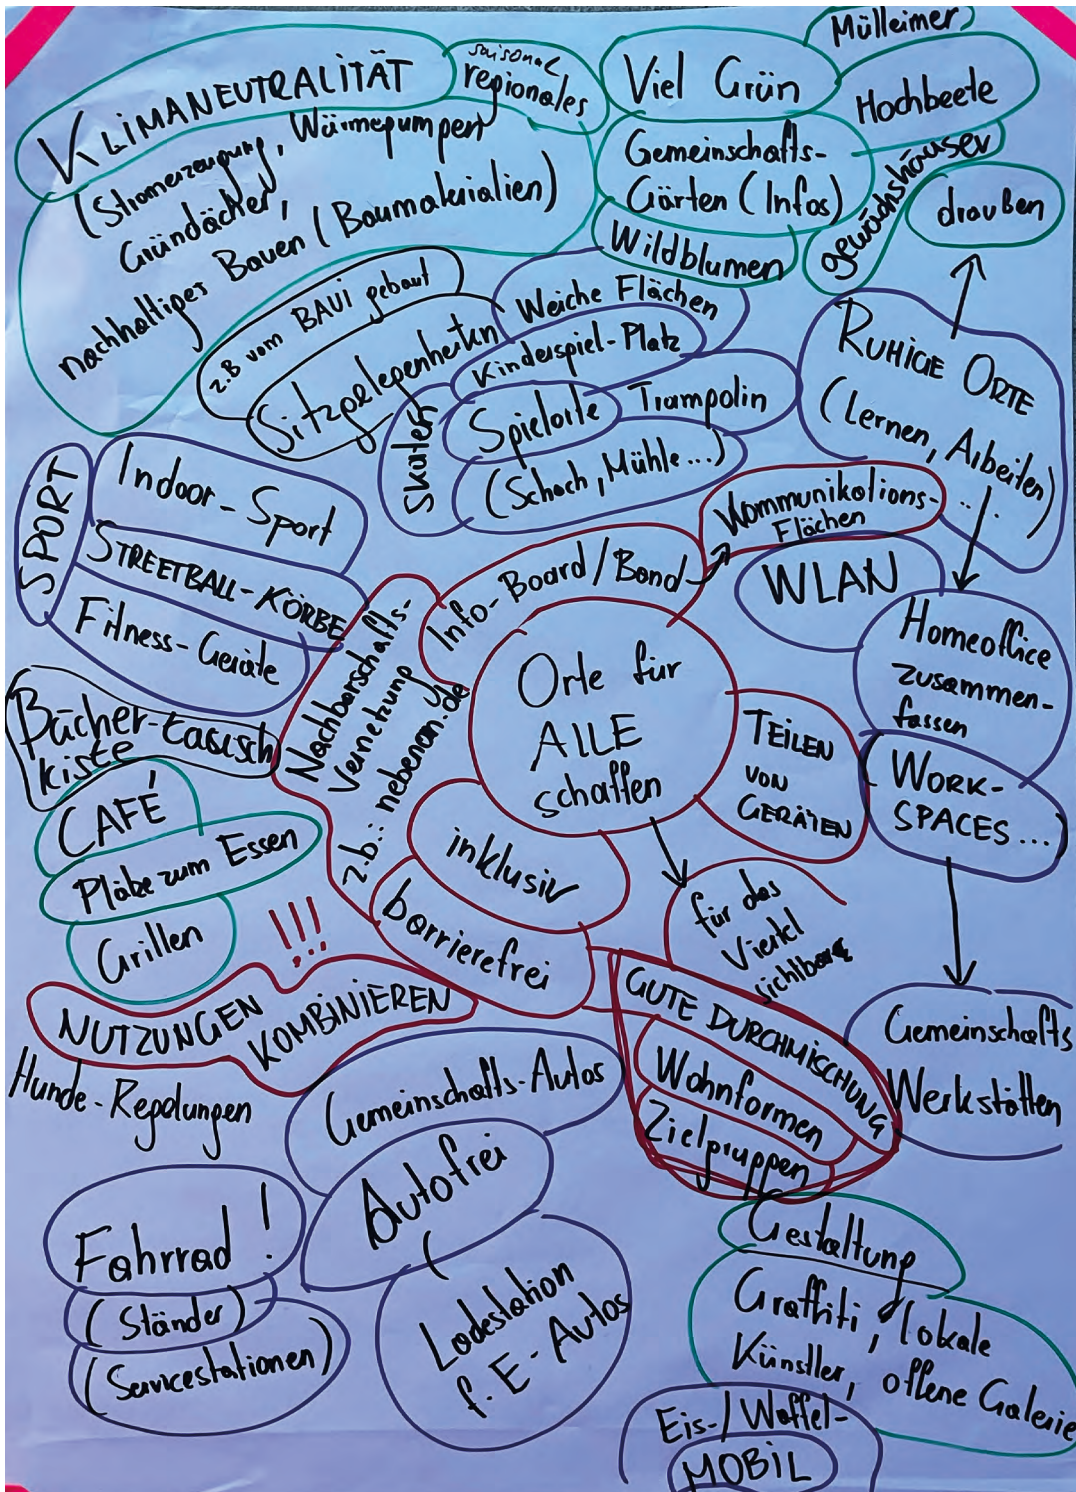 KLIMANEUTRALITÄT
(Stromerzeugung, Wärmepumpen
Gründächer,
nachhaltiges Bauen (Baumaterialien)
saisonal
regionales
Viel Grün
Mülleimer
Hochbeete
Gemeinschafts-
Gärten (Infos)
gewächshäuser
Wildblumen
draußen
z.B vom BAUI gebaut
Sitzgelegenheiten
Weiche Flächen
Kinderspiel-Platz
Spielorte
Trampolin
(Schach, Mühle...)
Skaten
RUHIGE ORTE
(Lernen, Arbeiten)
...
SPORT
Indoor-Sport
STREETBALL-KÖRBE
Fitness-Geräte
Kommunikations-
Flächen
WLAN
Info-Board/Band
Nachbarschafts-
Vernetzung
z.b.: nebenan.de
Orte für
ALLE
schaffen
Homeoffice
zusammen-
fassen
(WORK-
SPACES...)
TEILEN
VON
GERÄTEN
Bücher-tausch
kiste
CAFÉ
Plätze zum Essen
Grillen
inklusiv
barrierefrei
für das
Viertel
sichtbar
!!!
NUTZUNGEN
KOMBINIEREN
GUTE DURCHMISCHUNG
Wohnformen
Zielgruppen
Gemeinschafts
Werkstätten
Hunde-Regelungen
Gemeinschafts-Autos
Autofrei
(
Ladestation
f. E-Autos
Fahrrad!
(Ständer)
(Servicestationen)
Gestaltung
Graffiti, lokale
Künstler, offene Galerie
Eis-/Waffel-
MOBIL